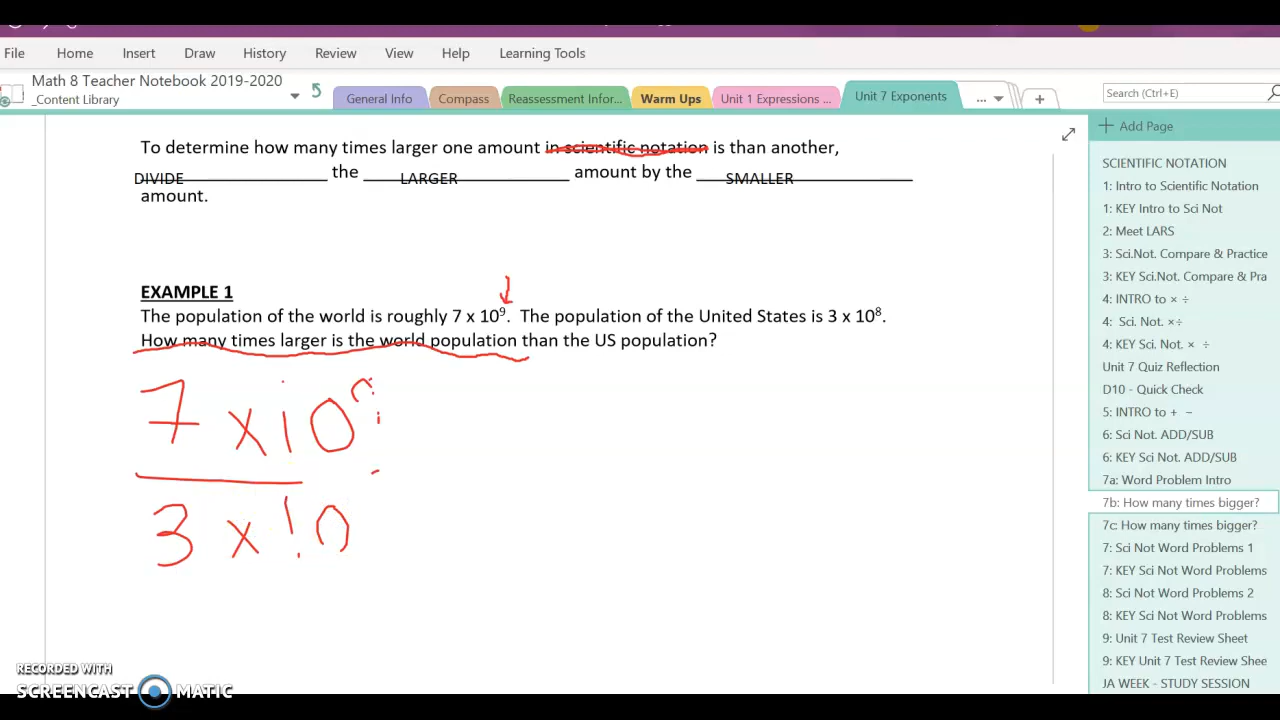 File Home Insert Draw History Review View Help Learning Tools
Math 8 Teacher Notebook 2019-2020
_Content Library
General Info Compass Reassessment Infor... Warm Ups Unit 1 Expressions ... Unit 7 Exponents ... Search (Ctrl+E)
To determine how many times larger one amount in scientific notation is than another,
DIVIDE the LARGER amount by the SMALLER
amount.
EXAMPLE 1
The population of the world is roughly 7 x 10⁹. The population of the United States is 3 x 10⁸.
How many times larger is the world population than the US population?
7 x 10
3 x 10
Add Page
SCIENTIFIC NOTATION
1: Intro to Scientific Notation
1: KEY Intro to Sci Not
2: Meet LARS
3: Sci.Not. Compare & Practice
3: KEY Sci.Not. Compare & Pra
4: INTRO to × ÷
4: Sci. Not. ×÷
4: KEY Sci. Not. × ÷
Unit 7 Quiz Reflection
D10 - Quick Check
5: INTRO to + −
6: Sci Not. ADD/SUB
6: KEY Sci Not. ADD/SUB
7a: Word Problem Intro
7b: How many times bigger?
7c: How many times bigger?
7: Sci Not Word Problems 1
7: KEY Sci Not Word Problems
8: Sci Not Word Problems 2
8: KEY Sci Not Word Problems
9: Unit 7 Test Review Sheet
9: KEY Unit 7 Test Review Shee
JA WEEK - STUDY SESSION
RECORDED WITH
SCREENCAST MATIC